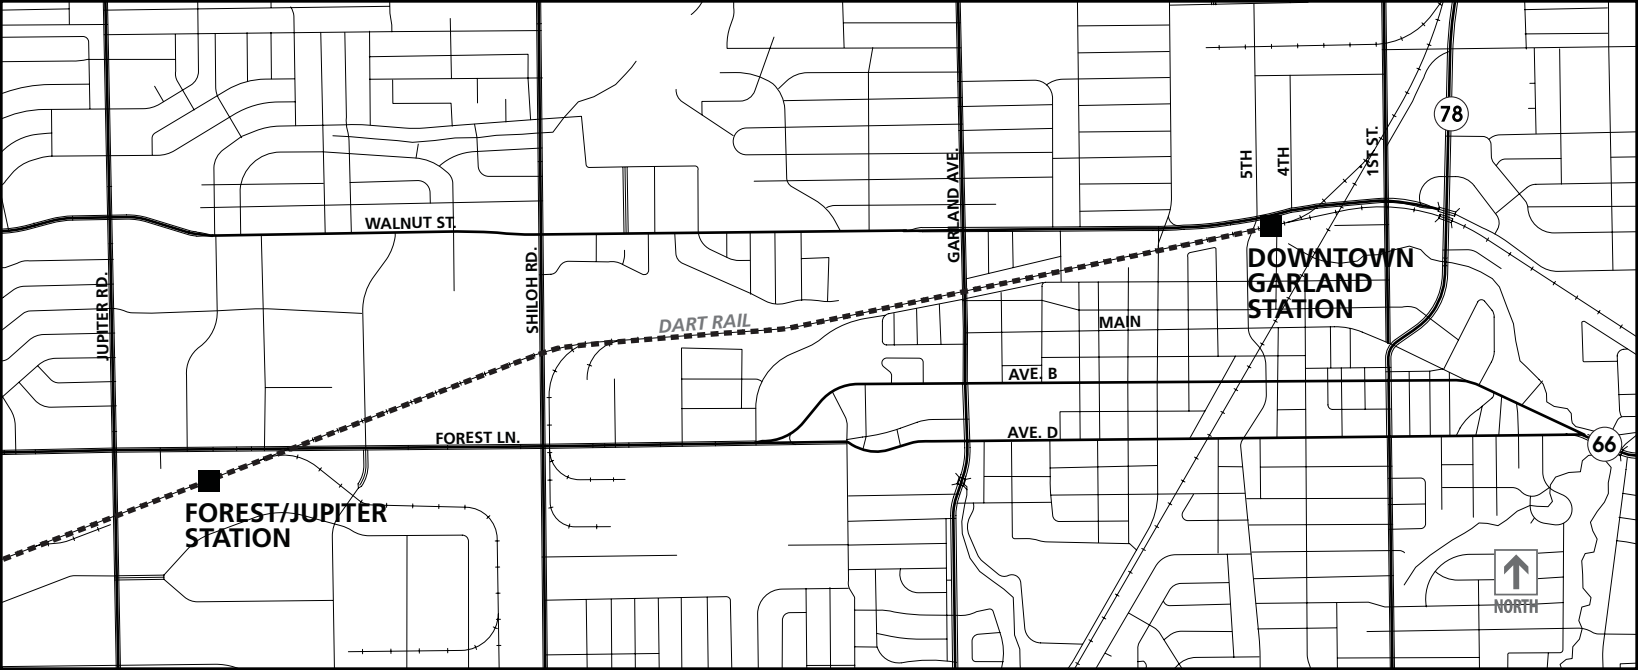 78
5TH
4TH
1ST ST.
GARLAND AVE.
WALNUT ST.
SHILOH RD.
JUPITER RD.
DOWNTOWN
GARLAND
STATION
DART RAIL
MAIN
AVE. B
AVE. D
FOREST LN.
66
FOREST/JUPITER
STATION
NORTH